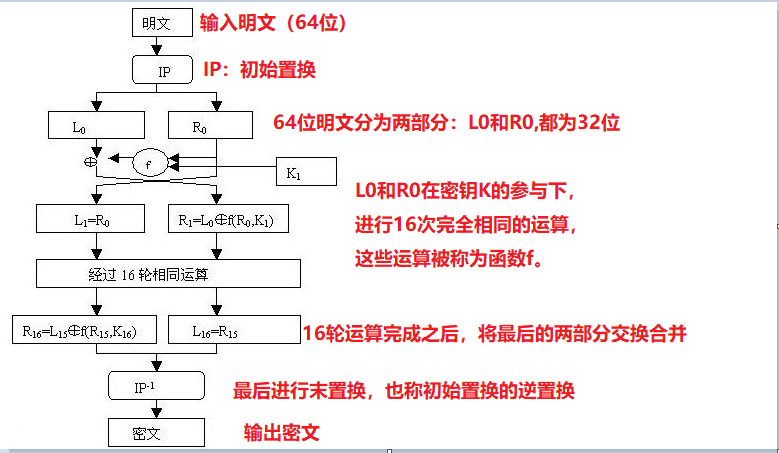 明文 输入明文（64位）
IP IP：初始置换
L₀ R₀ 64位明文分为两部分：L0和R0,都为32位
⊕ f K₁
L0和R0在密钥K的参与下，
L₁=R₀ R₁=L₀⊕f(R₀,K₁) 进行16次完全相同的运算，
这些运算被称为函数f。
经过 16 轮相同运算
R₁₆=L₁₅⊕f(R₁₅,K₁₆) L₁₆=R₁₅ 16轮运算完成之后，将最后的两部分交换合并
IP⁻¹ 最后进行末置换，也称初始置换的逆置换
密文 输出密文